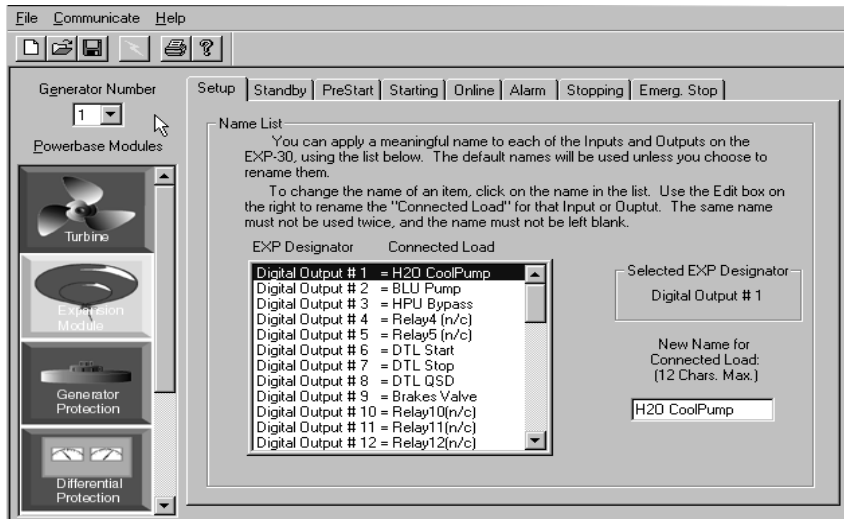 File Communicate Help
Generator Number
1
Powerbase Modules
Turbine
Expansion
Module
Generator
Protection
Differential
Protection
Setup Standby PreStart Starting Online Alarm Stopping Emerg. Stop
Name List
You can apply a meaningful name to each of the Inputs and Outputs on the
EXP-30, using the list below. The default names will be used unless you choose to
rename them.
To change the name of an item, click on the name in the list. Use the Edit box on
the right to rename the "Connected Load" for that Input or Ouptut. The same name
must not be used twice, and the name must not be left blank.
EXP Designator Connected Load
Digital Output # 1 = H20 CoolPump
Digital Output # 2 = BLU Pump
Digital Output # 3 = HPU Bypass
Digital Output # 4 = Relay4 (n/c)
Digital Output # 5 = Relay5 (n/c)
Digital Output # 6 = DTL Start
Digital Output # 7 = DTL Stop
Digital Output # 8 = DTL QSD
Digital Output # 9 = Brakes Valve
Digital Output # 10 = Relay10(n/c)
Digital Output # 11 = Relay11(n/c)
Digital Output # 12 = Relay12(n/c)
Selected EXP Designator
Digital Output # 1
New Name for
Connected Load:
(12 Chars. Max.)
H20 CoolPump